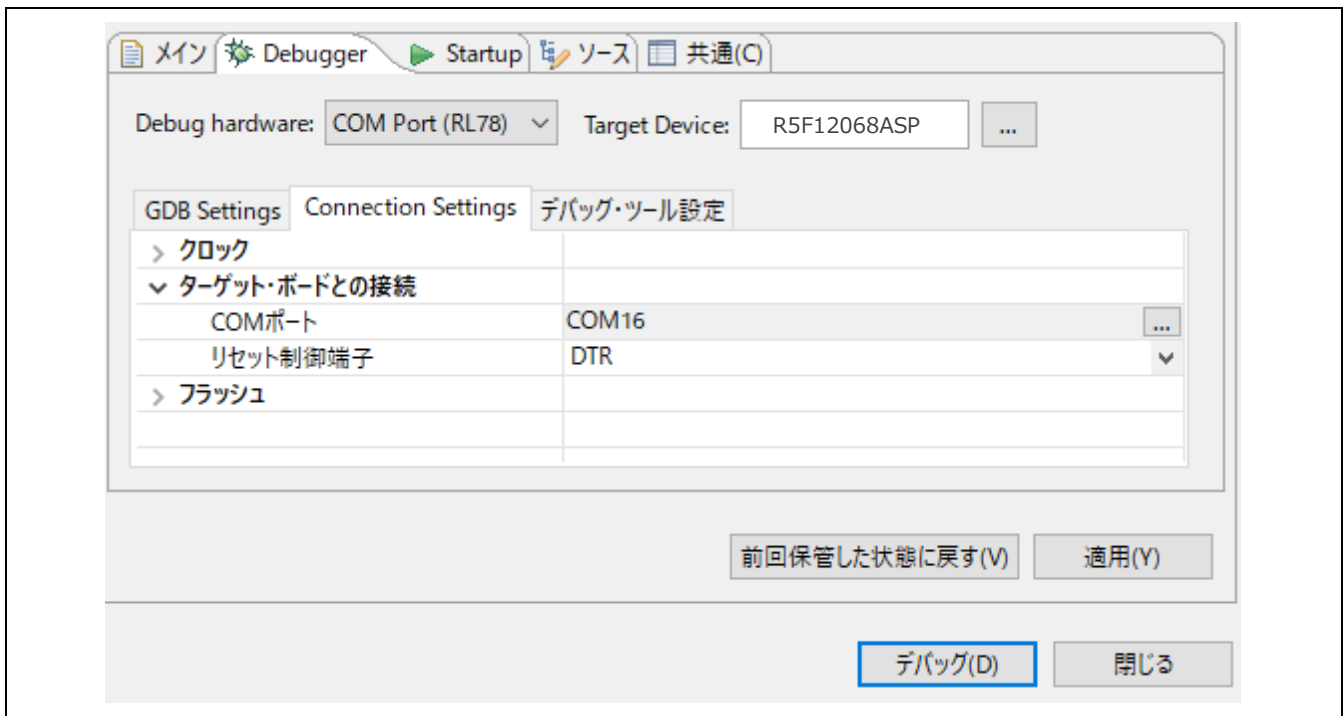 メイン Debugger Startup ソース 共通(C)
Debug hardware: COM Port (RL78) Target Device: R5F12068ASP ...
GDB Settings Connection Settings デバッグ・ツール設定
クロック
ターゲット・ボードとの接続
COMポート COM16 ...
リセット制御端子 DTR
フラッシュ
前回保管した状態に戻す(V) 適用(Y)
デバッグ(D) 閉じる